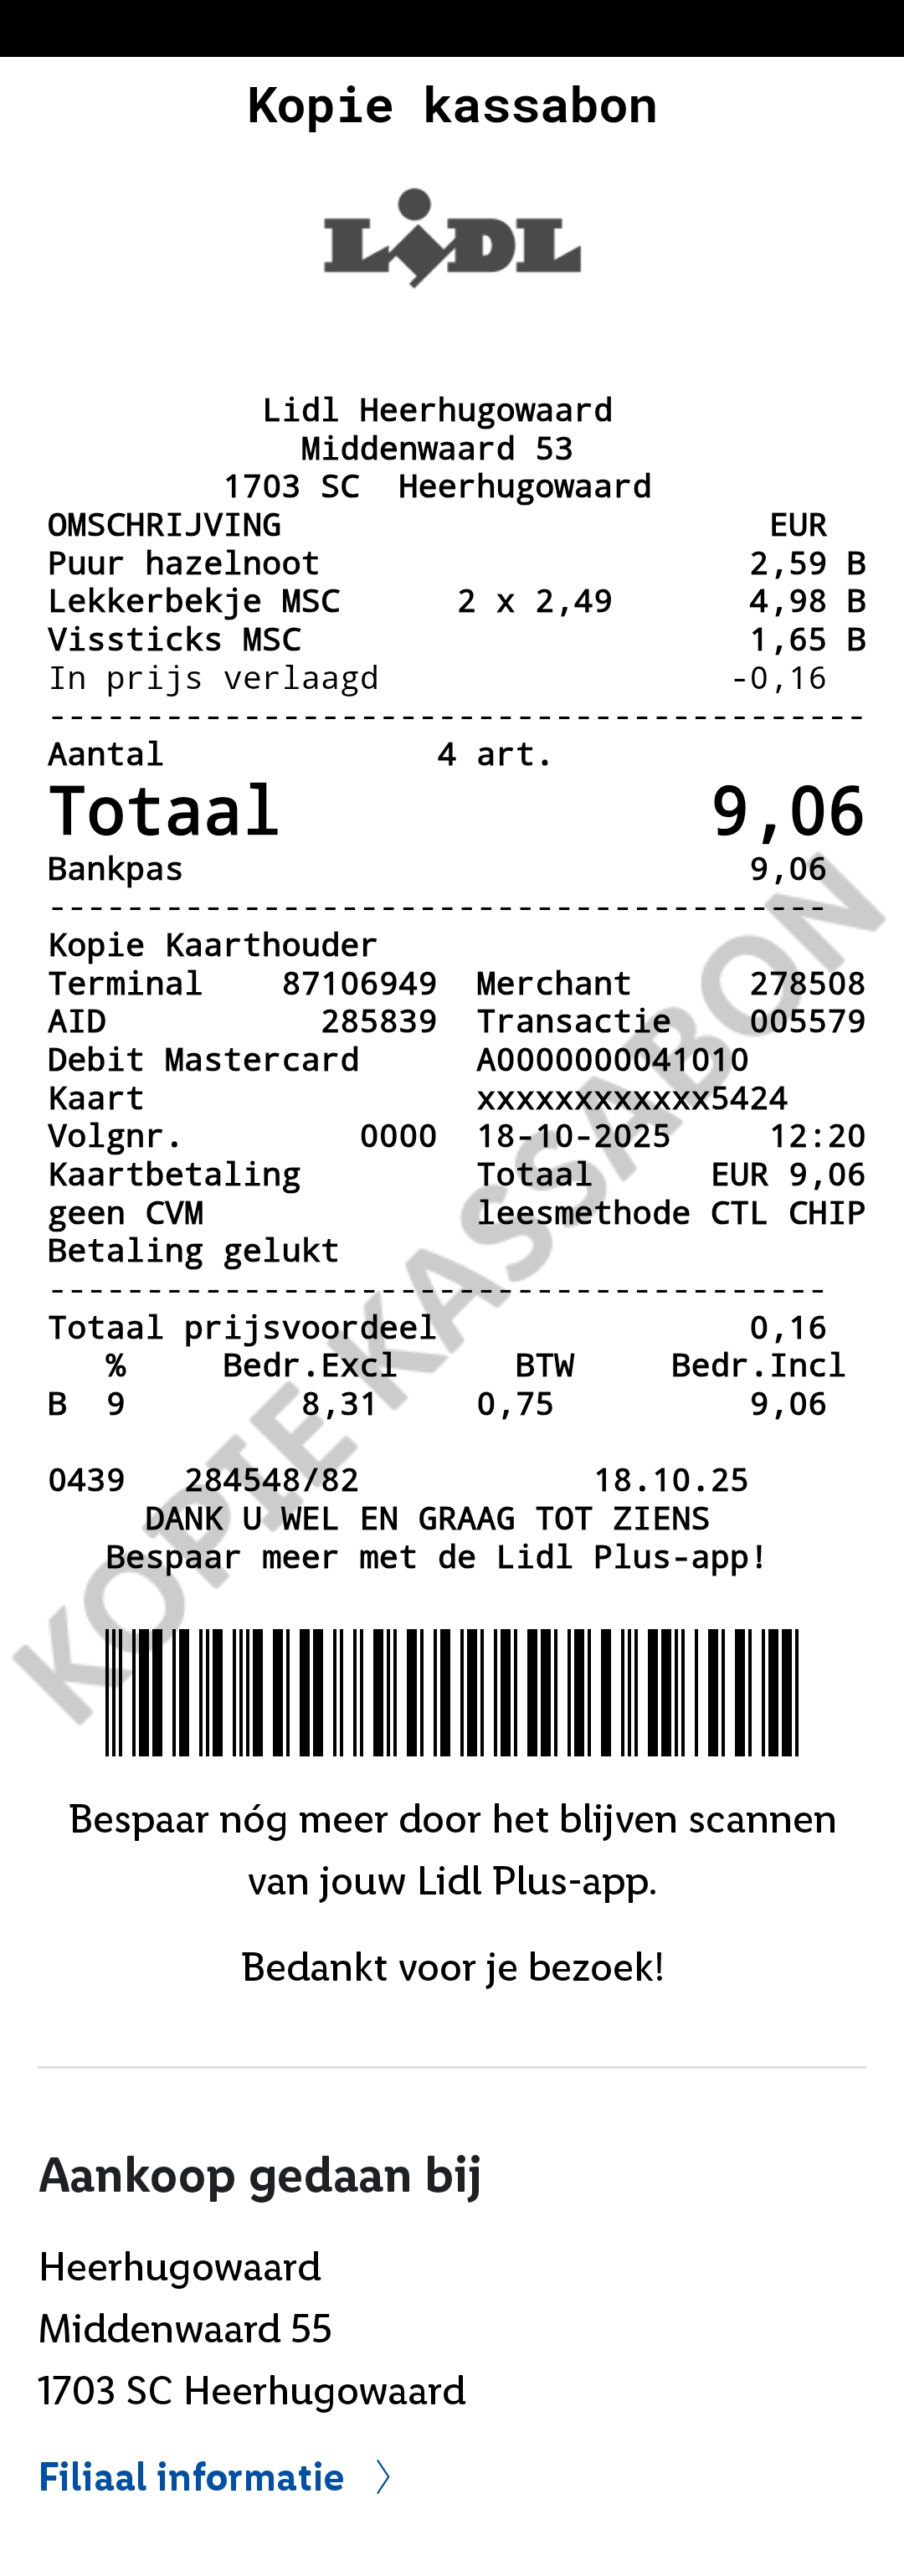 Kopie kassabon
LIDL
Lidl Heerhugowaard
Middenwaard 53
1703 SC  Heerhugowaard
OMSCHRIJVING EUR
Puur hazelnoot 2,59 B
Lekkerbekje MSC 2 x 2,49 4,98 B
Vissticks MSC 1,65 B
In prijs verlaagd -0,16
------------------------------------------
Aantal 4 art.
Totaal 9,06
Bankpas 9,06
----------------------------------------
Kopie Kaarthouder
Terminal 87106949 Merchant 278508
AID 285839 Transactie 005579
Debit Mastercard A0000000041010
Kaart xxxxxxxxxxxx5424
Volgnr. 0000 18-10-2025 12:20
Kaartbetaling Totaal EUR 9,06
geen CVM leesmethode CTL CHIP
Betaling gelukt
----------------------------------------
Totaal prijsvoordeel 0,16
% Bedr.Excl BTW Bedr.Incl
B 9 8,31 0,75 9,06
0439 284548/82 18.10.25
DANK U WEL EN GRAAG TOT ZIENS
Bespaar meer met de Lidl Plus-app!
KOPIE KASSABON
Bespaar nóg meer door het blijven scannen
van jouw Lidl Plus-app.
Bedankt voor je bezoek!
Aankoop gedaan bij
Heerhugowaard
Middenwaard 55
1703 SC Heerhugowaard
Filiaal informatie